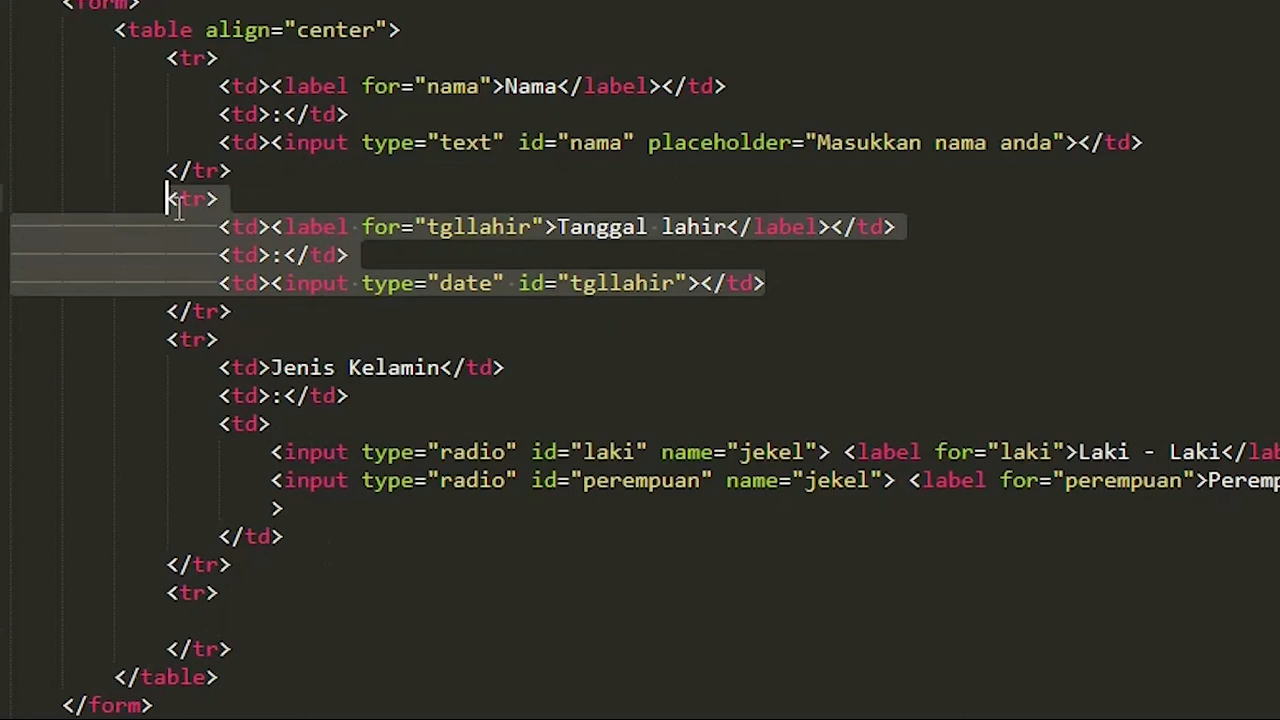 <form>
<table align="center">
<tr>
<td><label for="nama">Nama</label></td>
<td>:</td>
<td><input type="text" id="nama" placeholder="Masukkan nama anda"></td>
</tr>
<tr>
<td><label for="tgllahir">Tanggal lahir</label></td>
<td>:</td>
<td><input type="date" id="tgllahir"></td>
</tr>
<tr>
<td>Jenis Kelamin</td>
<td>:</td>
<td>
<input type="radio" id="laki" name="jekel"> <label for="laki">Laki - Laki</lab
<input type="radio" id="perempuan" name="jekel"> <label for="perempuan">Peremp
>
</td>
</tr>
<tr>
</tr>
</table>
</form>